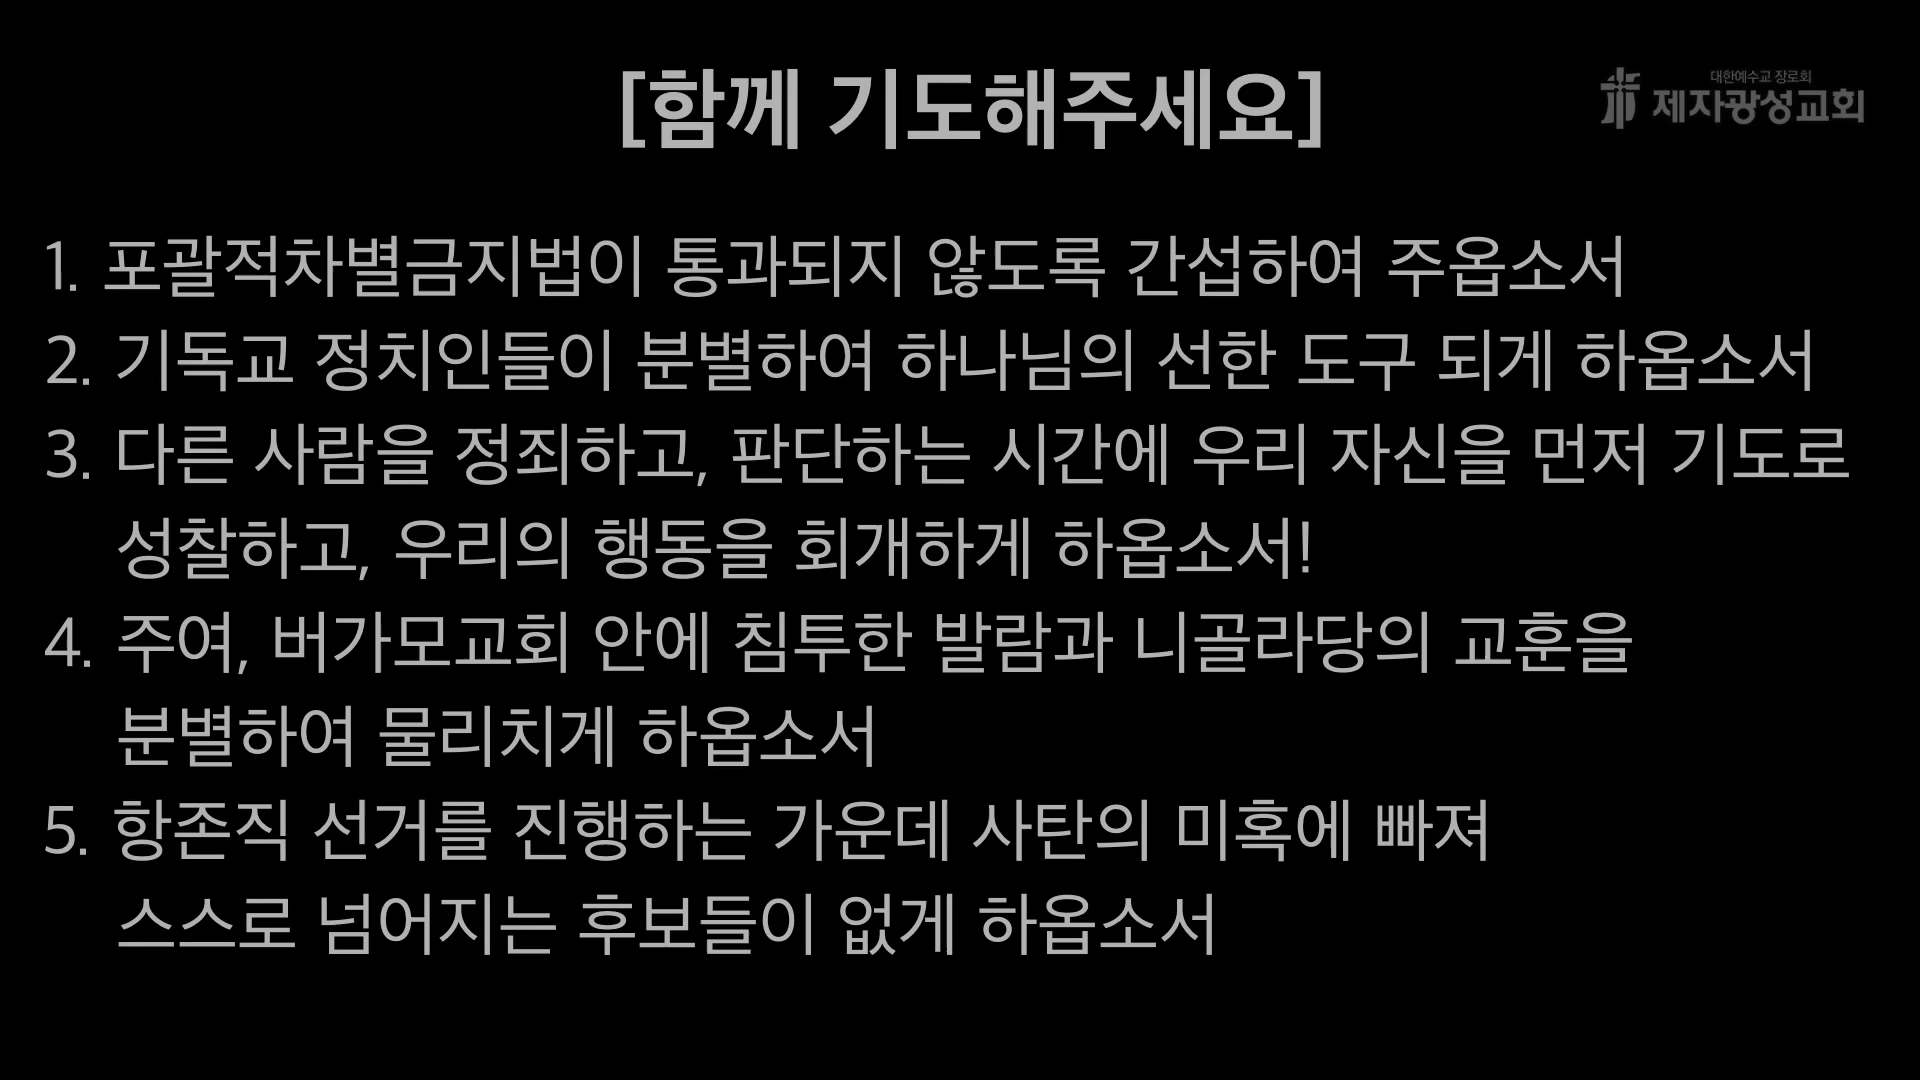 [함께 기도해주세요]
대한예수교 장로회
제자광성교회
1. 포괄적차별금지법이 통과되지 않도록 간섭하여 주옵소서
2. 기독교 정치인들이 분별하여 하나님의 선한 도구 되게 하옵소서
3. 다른 사람을 정죄하고, 판단하는 시간에 우리 자신을 먼저 기도로
성찰하고, 우리의 행동을 회개하게 하옵소서!
4. 주여, 버가모교회 안에 침투한 발람과 니골라당의 교훈을
분별하여 물리치게 하옵소서
5. 항존직 선거를 진행하는 가운데 사탄의 미혹에 빠져
스스로 넘어지는 후보들이 없게 하옵소서